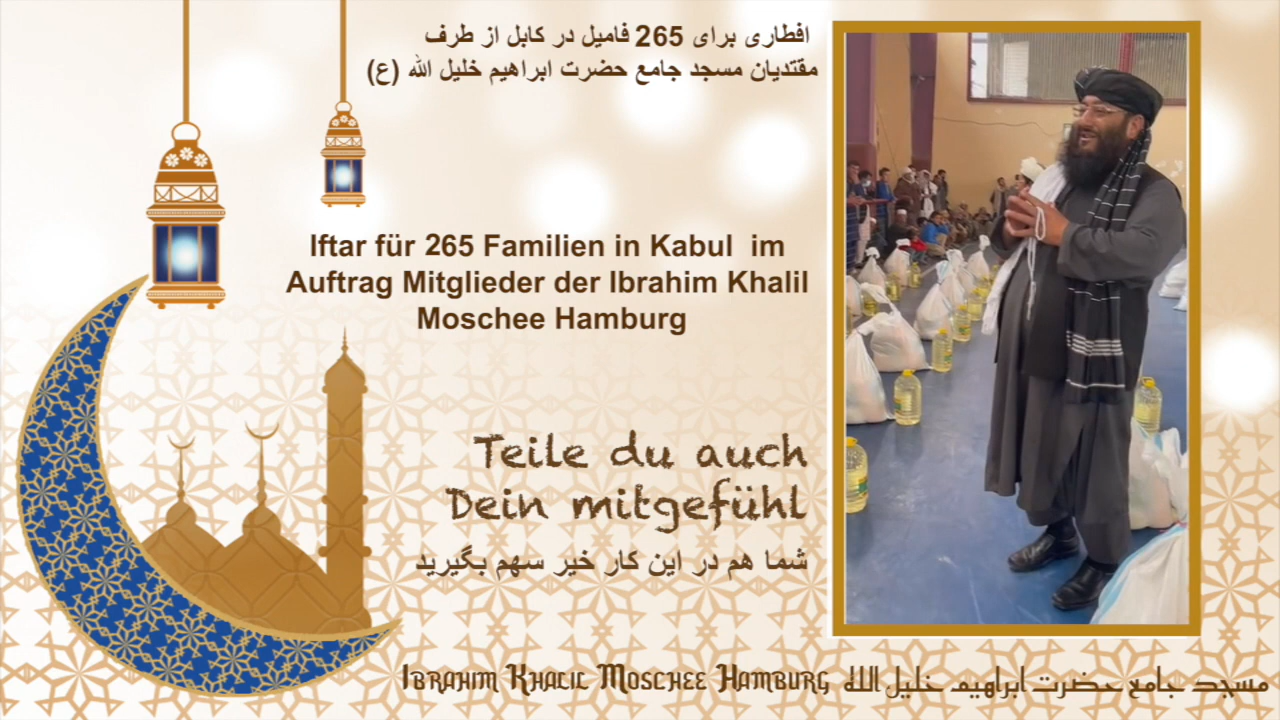 افطاری برای 265 فامیل در کابل از طرف
مقتدیان مسجد جامع حضرت ابراهیم خلیل الله (ع)
Iftar für 265 Familien in Kabul im
Auftrag Mitglieder der Ibrahim Khalil
Moschee Hamburg
Teile du auch
Dein mitgefühl
شما هم در این کار خیر سهم بگیرید
Ibrahim Khalil Moschee Hamburg مسجد جامع حضرت ابراهیم خلیل الله